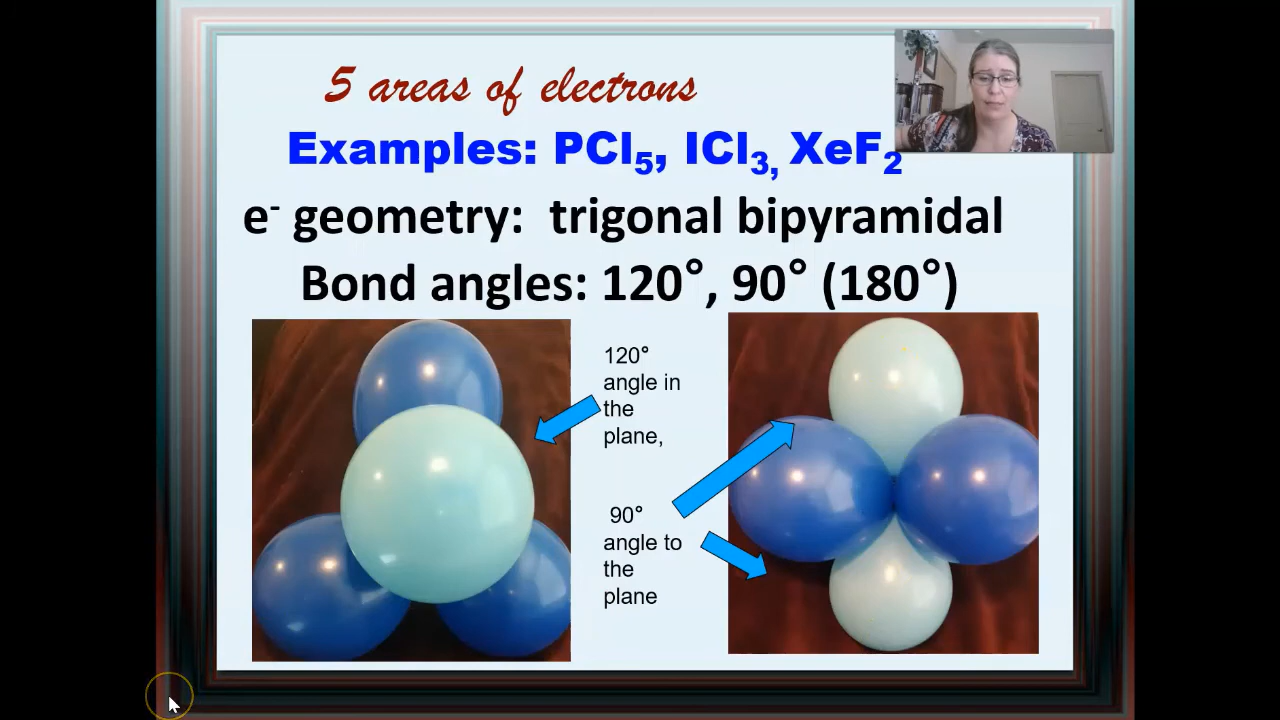 5 areas of electrons
Examples: PCl₅, ICl₃, XeF₂
e⁻ geometry: trigonal bipyramidal
Bond angles: 120°, 90° (180°)
120°
angle in
the
plane,
90°
angle to
the
plane